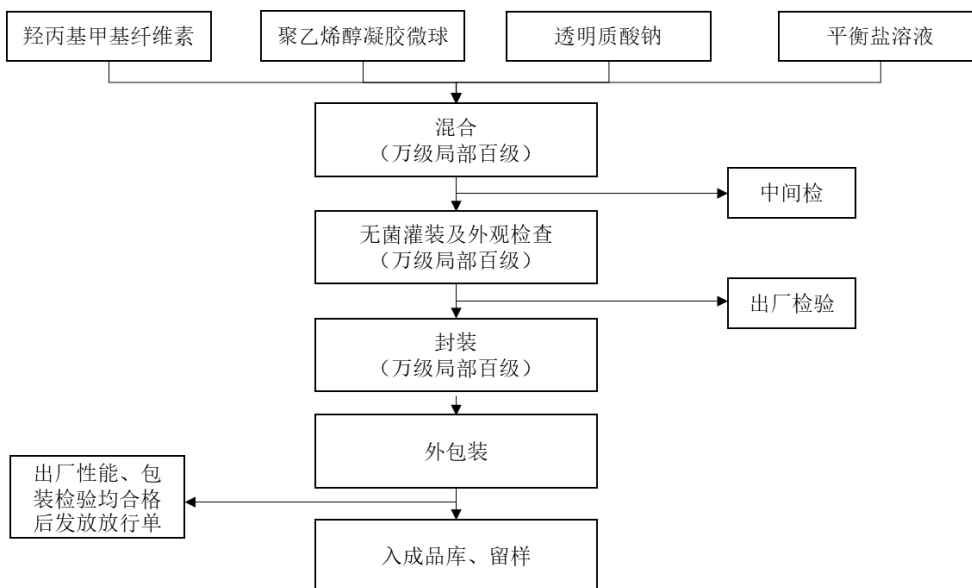 羟丙基甲基纤维素
聚乙烯醇凝胶微球
透明质酸钠
平衡盐溶液
混合
（万级局部百级）
中间检
无菌灌装及外观检查
（万级局部百级）
出厂检验
封装
（万级局部百级）
外包装
出厂性能、包
装检验均合格
后发放放行单
入成品库、留样